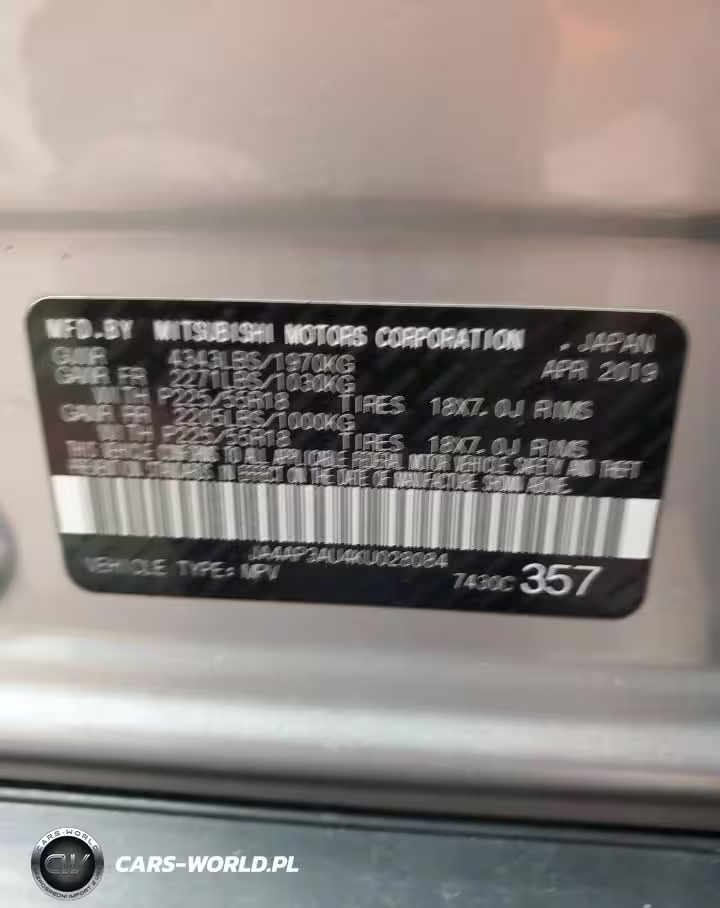 MFD.BY MITSUBISHI MOTORS CORPORATION . JAPAN
GVWR 4343LBS/1970KG APR 2019
GAWR FR 2271LBS/1030KG
WITH P225/55R18 TIRES 18X7.0J RIMS
GAWR RR 2205LBS/1000KG
WITH P225/55R18 TIRES 18X7.0J RIMS
THIS VEHICLE CONFORMS TO ALL APPLICABLE FEDERAL MOTOR VEHICLE SAFETY AND THEFT
PREVENTION STANDARDS IN EFFECT ON THE DATE OF MANUFACTURE SHOWN ABOVE.
JA4AP3AU4KU028084
VEHICLE TYPE: MPV 7430C 357
CARS-WORLD
CW
CARS-WORLD.PL